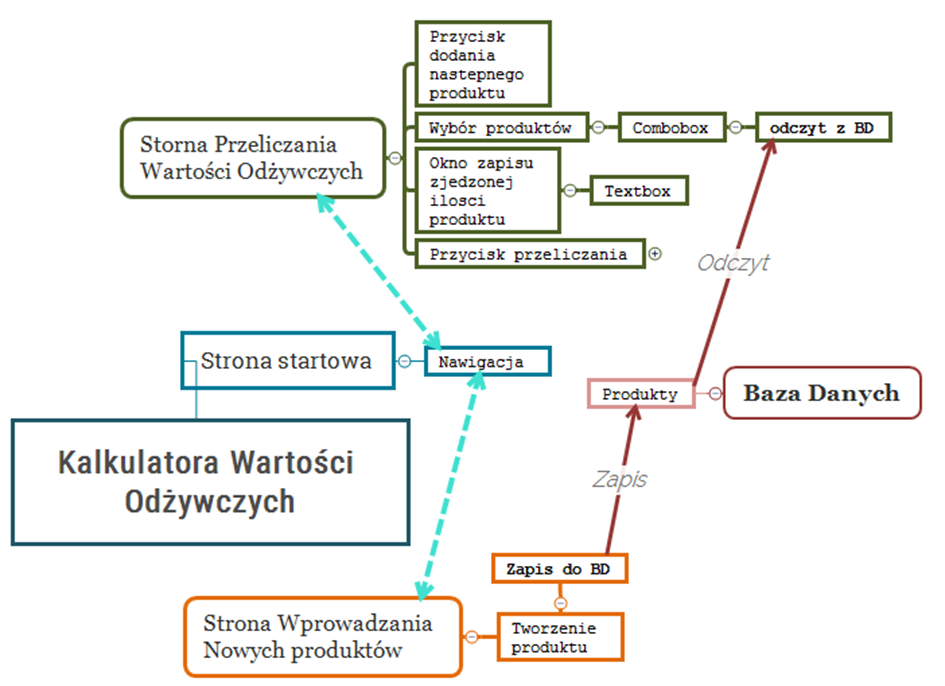 Przycisk
dodania
nastepnego
produktu
Wybór produktów
Combobox
odczyt z BD
Storna Przeliczania
Wartości Odżywczych
Okno zapisu
zjedzonej
ilosci
produktu
Textbox
Przycisk przeliczania
Odczyt
Strona startowa
Nawigacja
Produkty
Baza Danych
Kalkulatora Wartości
Odżywczych
Zapis
Zapis do BD
Strona Wprowadzania
Nowych produktów
Tworzenie
produktu